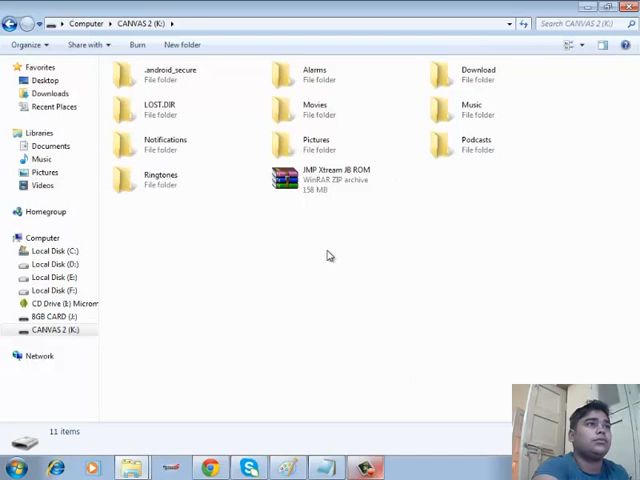 Computer ▸ CANVAS 2 (K:) ▸
Search CANVAS 2 (K:)
Organize
Share with
Burn
New folder
Favorites
Desktop
Downloads
Recent Places
Libraries
Documents
Music
Pictures
Videos
Homegroup
Computer
Local Disk (C:)
Local Disk (D:)
Local Disk (E:)
Local Disk (F:)
CD Drive (I:) Microm
8GB CARD (J:)
CANVAS 2 (K:)
Network
.android_secure
File folder
Alarms
File folder
Download
File folder
LOST.DIR
File folder
Movies
File folder
Music
File folder
Notifications
File folder
Pictures
File folder
Podcasts
File folder
Ringtones
File folder
JMP Xtream JB ROM
WinRAR ZIP archive
158 MB
11 items